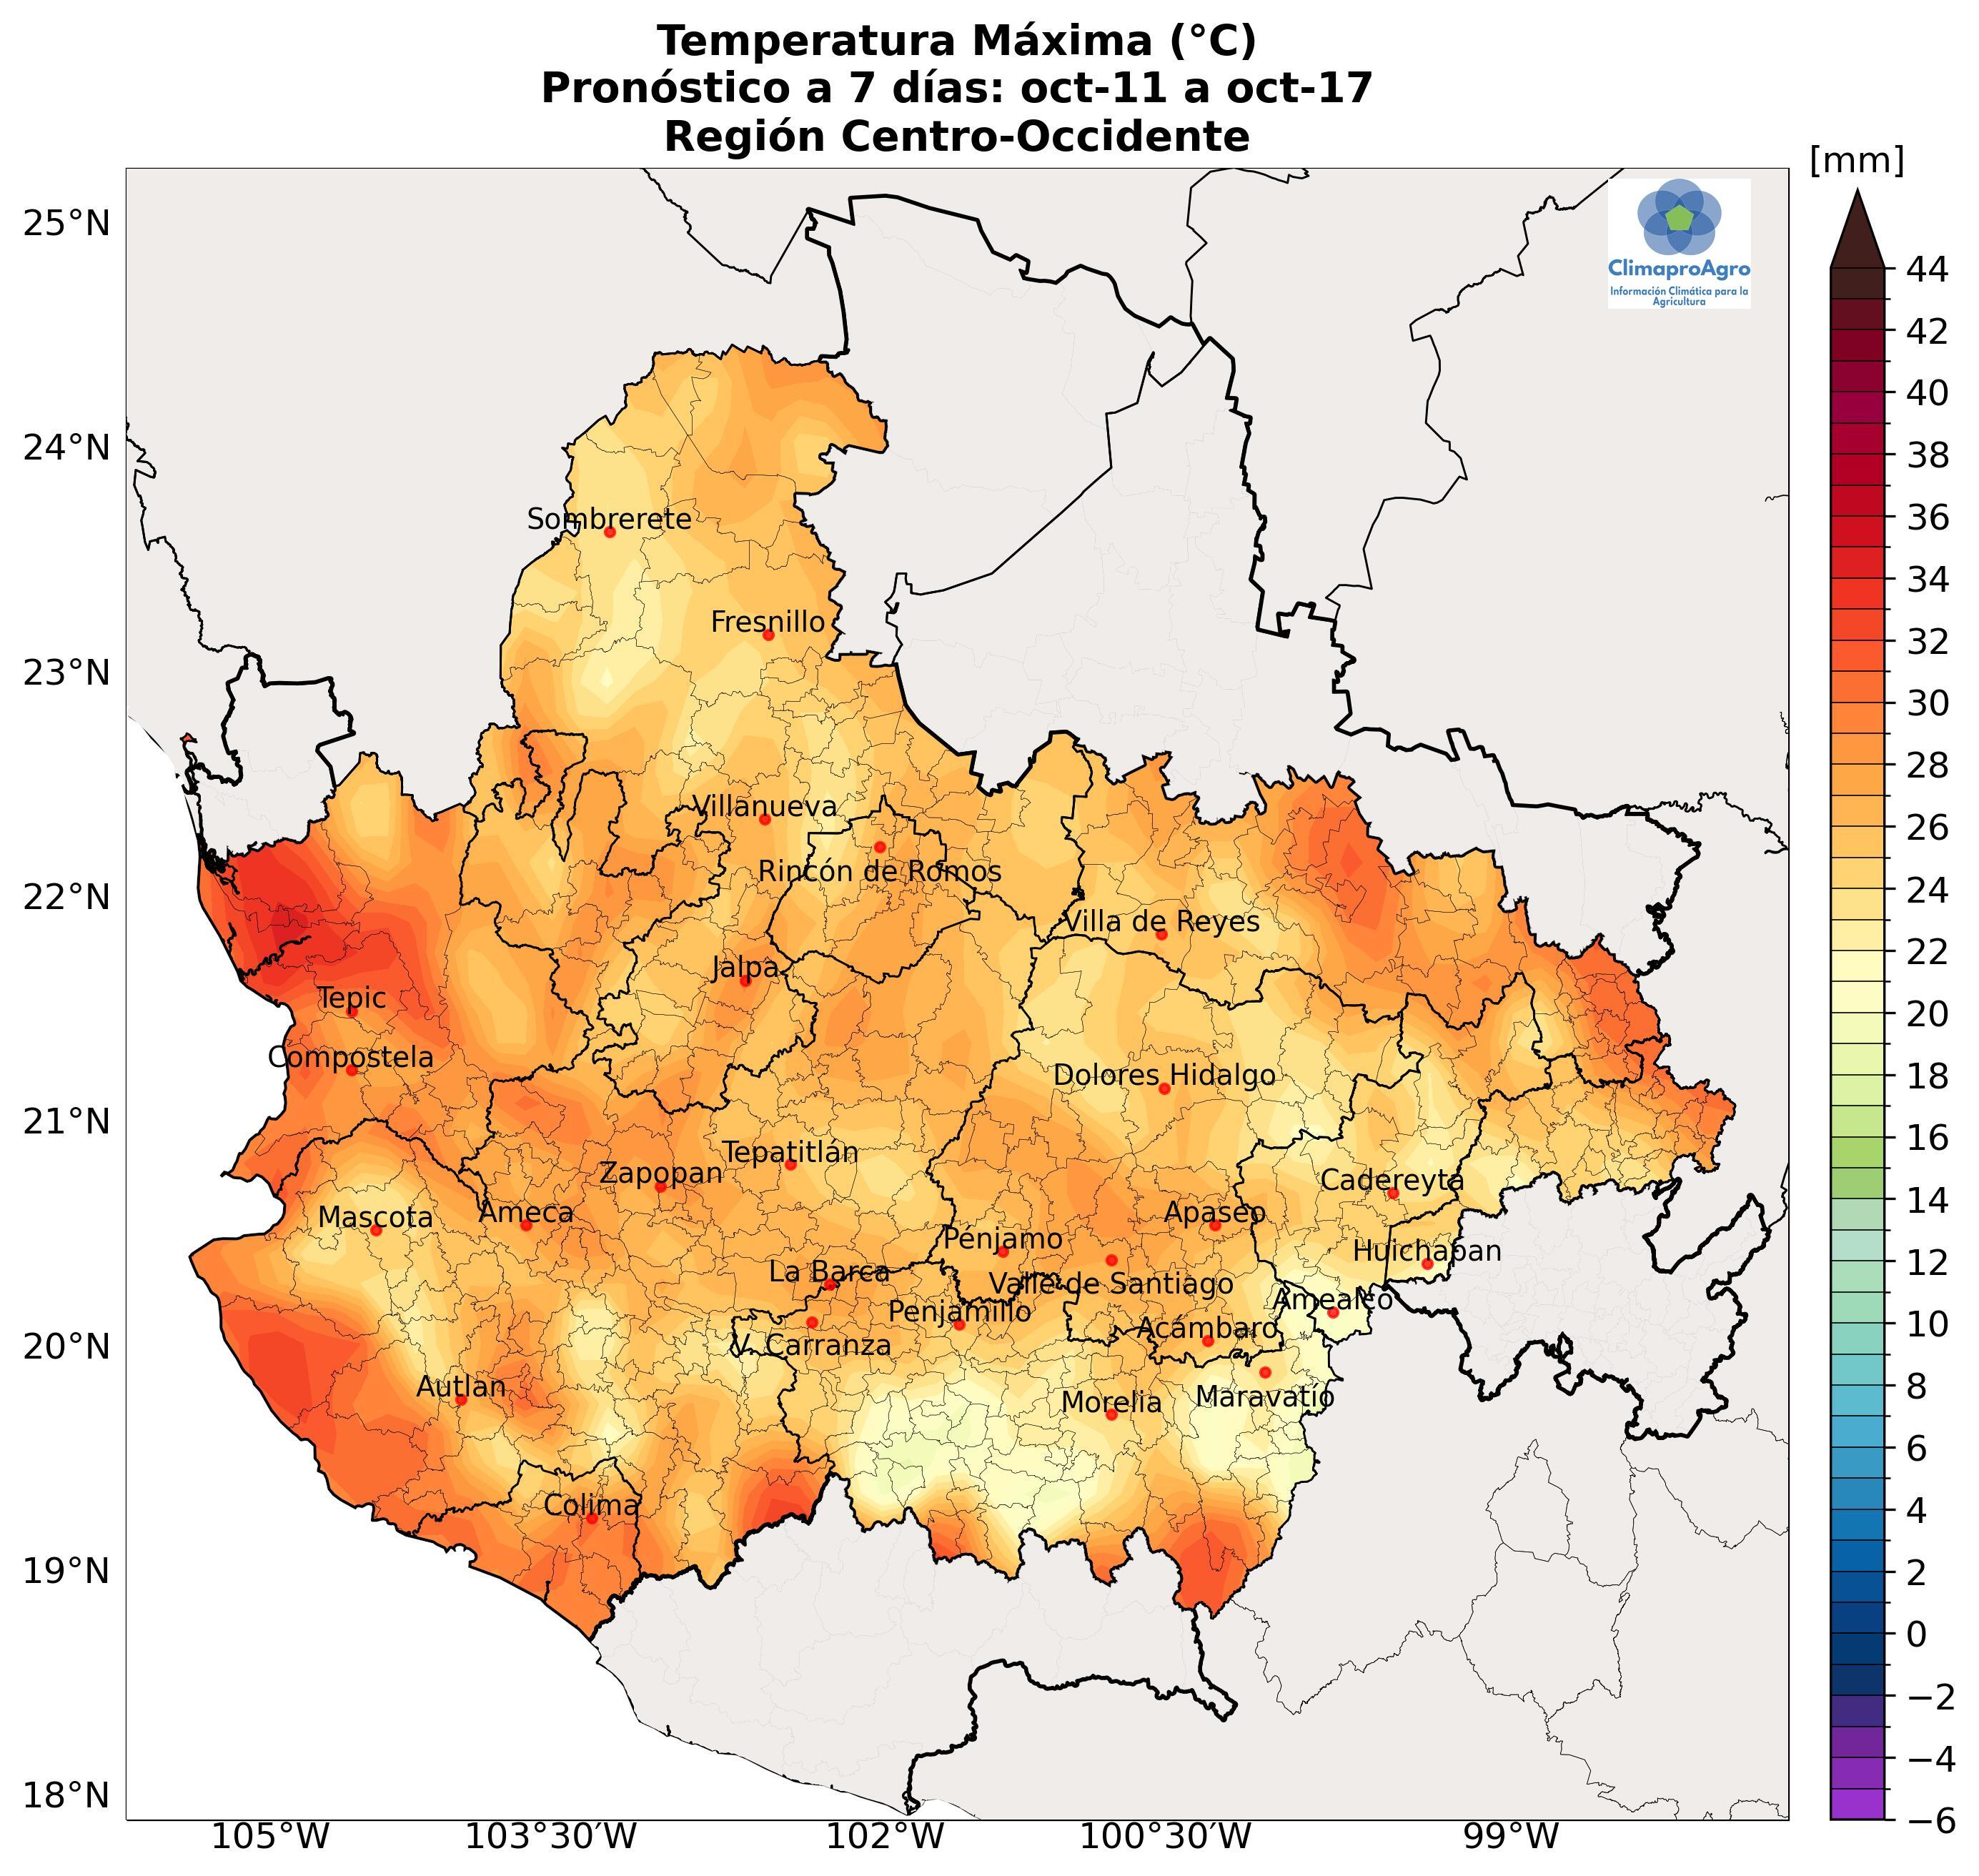 Temperatura Máxima (°C)
Pronóstico a 7 días: oct-11 a oct-17
Región Centro-Occidente
[mm]
ClimaproAgro
Información Climática para la
Agricultura
25°N
24°N
23°N
22°N
21°N
20°N
19°N
18°N
Sombrerete
Fresnillo
Villanueva
Rincón de Romos
Villa de Reyes
Jalpa
Tepic
Compostela
Dolores Hidalgo
Tepatitlán
Zapopan
Cadereyta
Mascota
Ameca
Apaseo
Pénjamo
Huichapan
La Barca
Valle de Santiago
Amealco
Penjamillo
Acámbaro
V. Carranza
Autlan
Morelia
Maravatío
Colima
105°W
103°30'W
102°W
100°30'W
99°W
44
42
40
38
36
34
32
30
28
26
24
22
20
18
16
14
12
10
8
6
4
2
0
−2
−4
−6